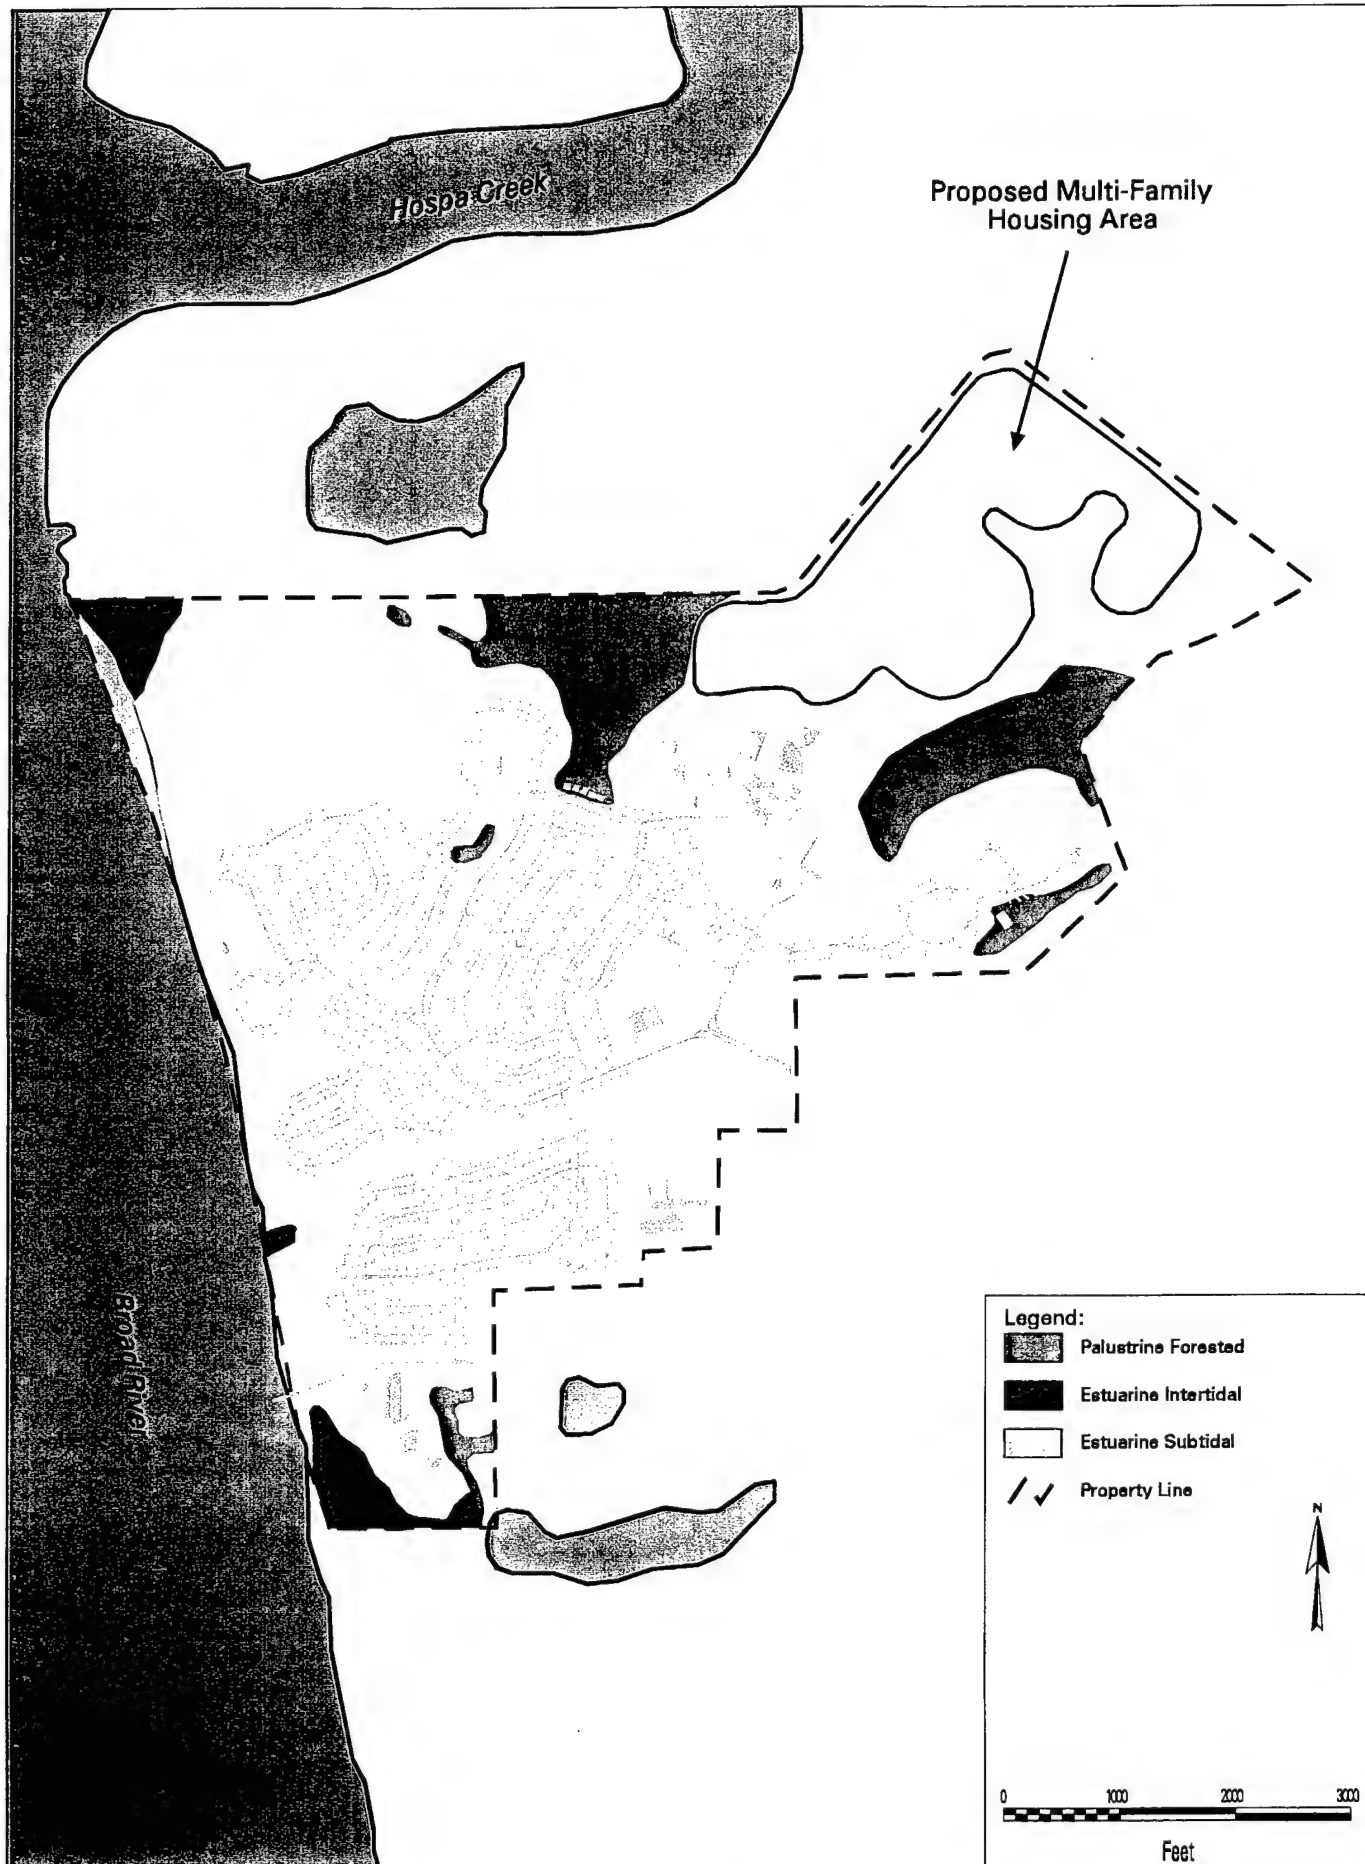 Hospa Creek
Proposed Multi-Family
Housing Area
Broad River
Legend:
Palustrine Forested
Estuarine Intertidal
Estuarine Subtidal
Property Line
N
0 1000 2000 3000
Feet